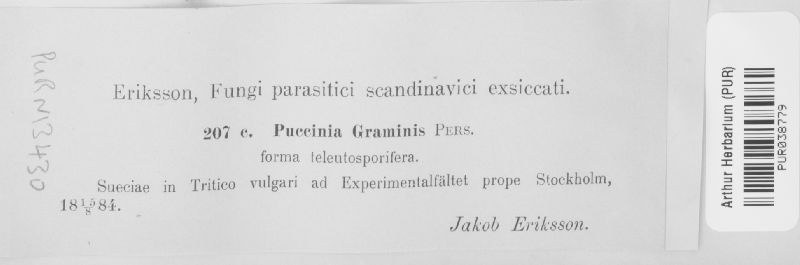 Eriksson, Fungi parasitici scandinavici exsiccati.
207 c. Puccinia Graminis PERS.
forma teleutosporifera.
Sueciae in Tritico vulgari ad Experimentalfältet prope Stockholm,
18 15/8 84.
Jakob Eriksson.
PUR N13430
Arthur Herbarium (PUR)
PUR038779